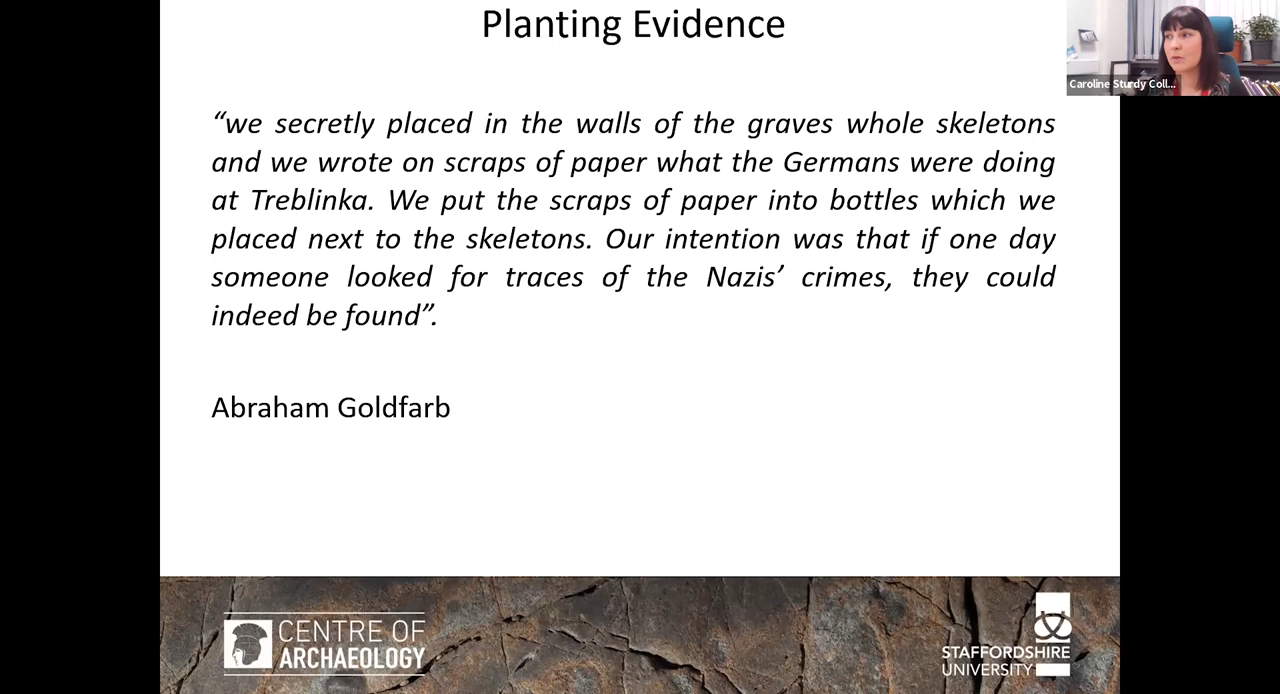 Planting Evidence
Caroline Sturdy Coll...
“we secretly placed in the walls of the graves whole skeletons
and we wrote on scraps of paper what the Germans were doing
at Treblinka. We put the scraps of paper into bottles which we
placed next to the skeletons. Our intention was that if one day
someone looked for traces of the Nazis’ crimes, they could
indeed be found”.
Abraham Goldfarb
CENTRE OF
ARCHAEOLOGY
STAFFORDSHIRE
UNIVERSITY